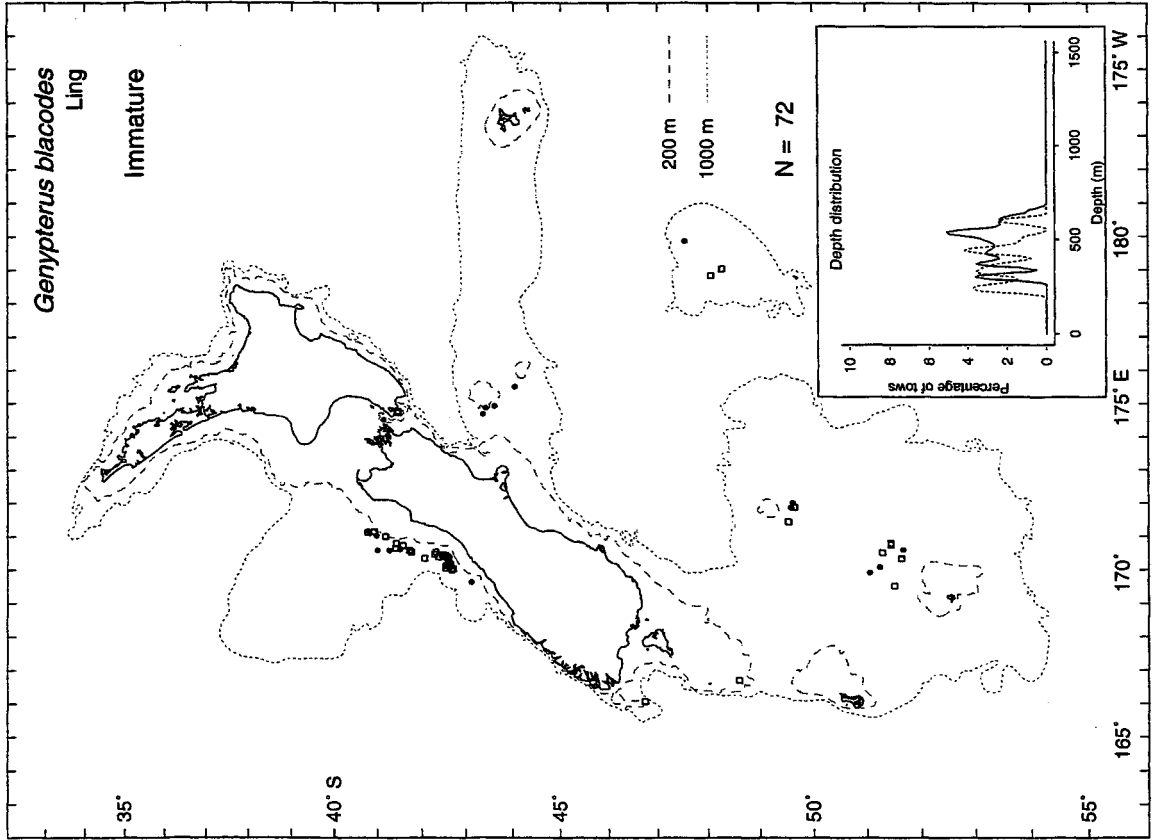 Genypterus blacodes
Ling
Immature
35°
40° S
45°
50°
55°
165°
170°
175° E
180°
175° W
200 m
1000 m
N = 72
Depth distribution
Percentage of tows
10
8
6
4
2
0
0
500
1000
1500
Depth (m)